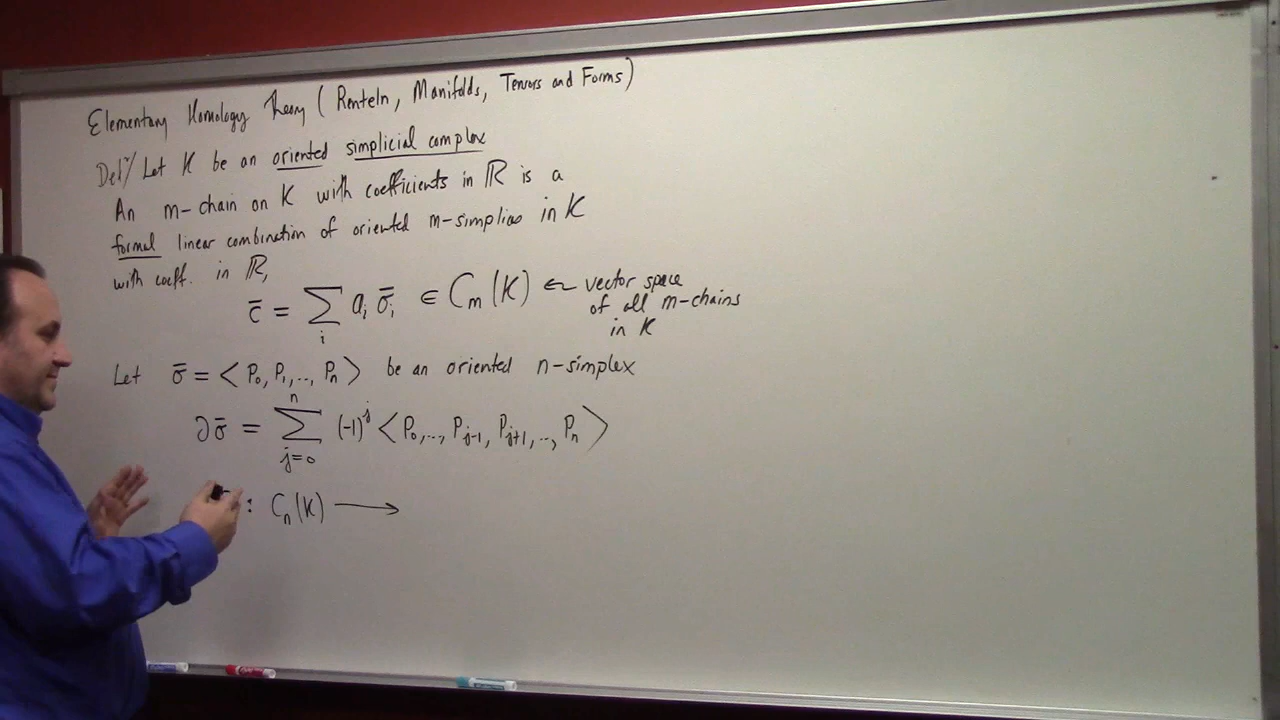 Elementary Homology Theory (Renteln, Manifolds, Tensors and Forms)
Defⁿ/ Let K be an oriented simplicial complex
An m-chain on K with coefficients in ℝ is a
formal linear combination of oriented m-simplices in K
with coeff. in ℝ,
c̄ = ∑_i a_i σ̄_i ∈ C_m(K) ← vector space
of all m-chains
in K
Let σ̄ = <P_0, P_1, .., P_n> be an oriented n-simplex
∂σ̄ = ∑_{j=0}^{n} (-1)^j <P_0, .., P_{j-1}, P_{j+1}, .., P_n>
: C_n(K) ⟶